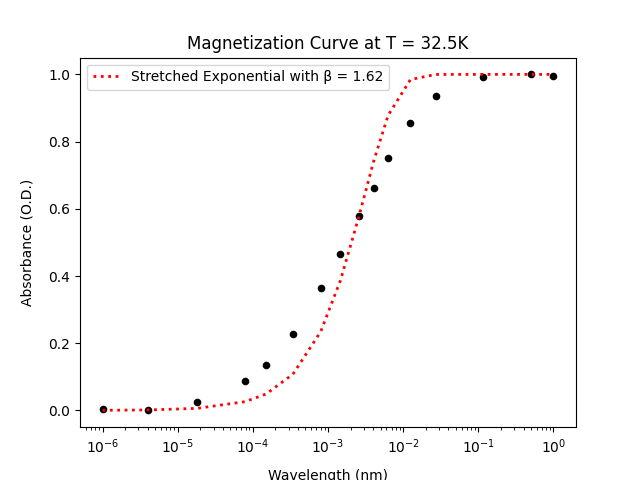 Magnetization Curve at T = 32.5K
Stretched Exponential with β = 1.62
Absorbance (O.D.)
1.0
0.8
0.6
0.4
0.2
0.0
10⁻⁶ 10⁻⁵ 10⁻⁴ 10⁻³ 10⁻² 10⁻¹ 10⁰
Wavelength (nm)